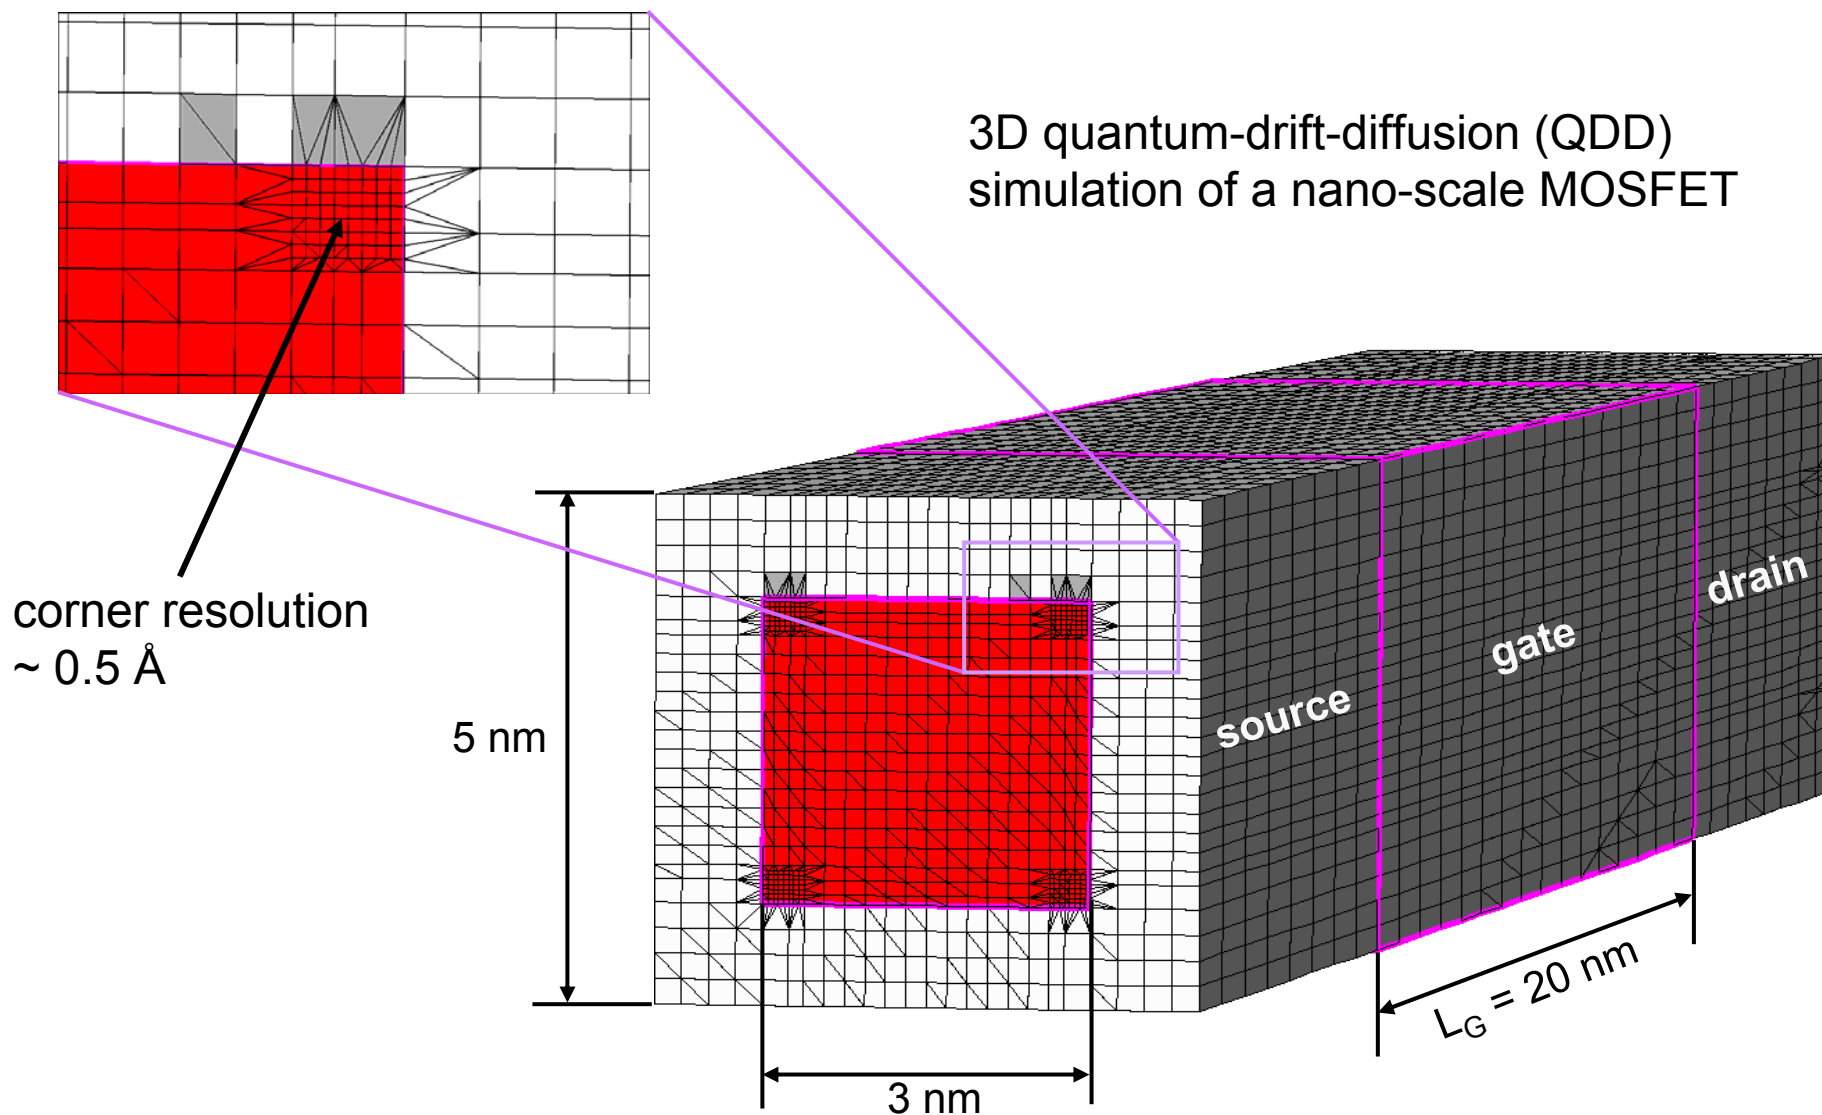 3D quantum-drift-diffusion (QDD)
simulation of a nano-scale MOSFET
corner resolution
~ 0.5 Å
5 nm
source
gate
drain
L_G = 20 nm
3 nm